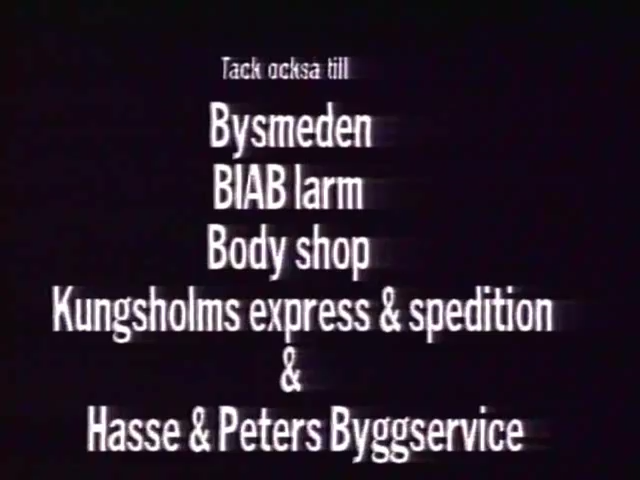 Tack ocksa till
Bysmeden
BIAB larm
Body shop
Kungsholms express & spedition
&
Hasse & Peters Byggservice